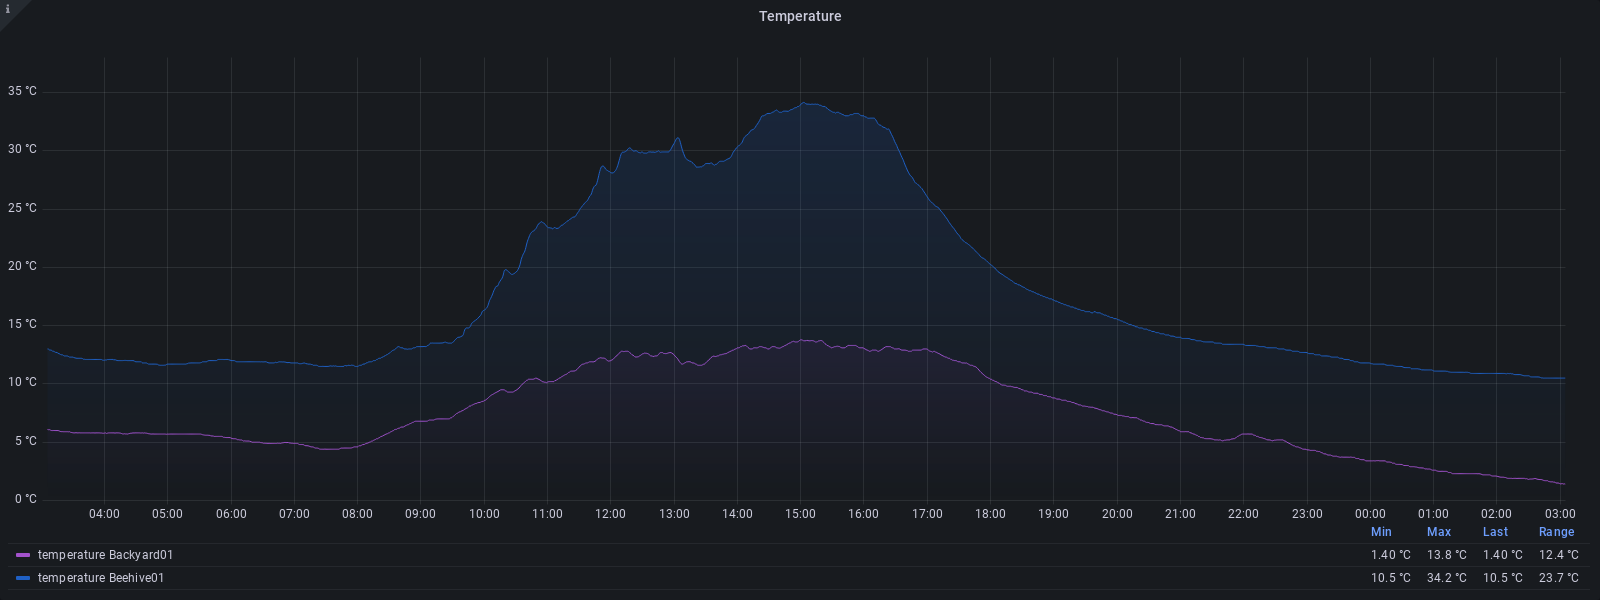 i
Temperature
35 °C
30 °C
25 °C
20 °C
15 °C
10 °C
5 °C
0 °C
04:00 05:00 06:00 07:00 08:00 09:00 10:00 11:00 12:00 13:00 14:00 15:00 16:00 17:00 18:00 19:00 20:00 21:00 22:00 23:00 00:00 01:00 02:00 03:00
Min Max Last Range
temperature Backyard01 1.40 °C 13.8 °C 1.40 °C 12.4 °C
temperature Beehive01 10.5 °C 34.2 °C 10.5 °C 23.7 °C